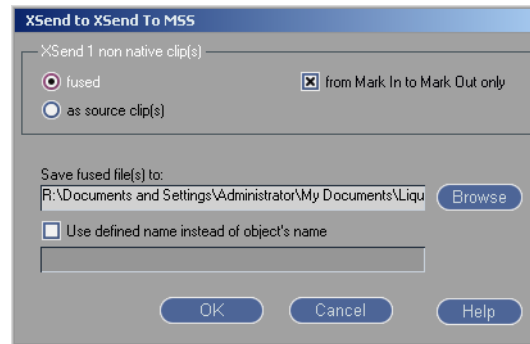 XSend to XSend To MSS
XSend 1 non native clip(s)
fused
from Mark In to Mark Out only
as source clip(s)
Save fused file(s) to:
R:\Documents and Settings\Administrator\My Documents\Liqu
Browse
Use defined name instead of object's name
OK
Cancel
Help